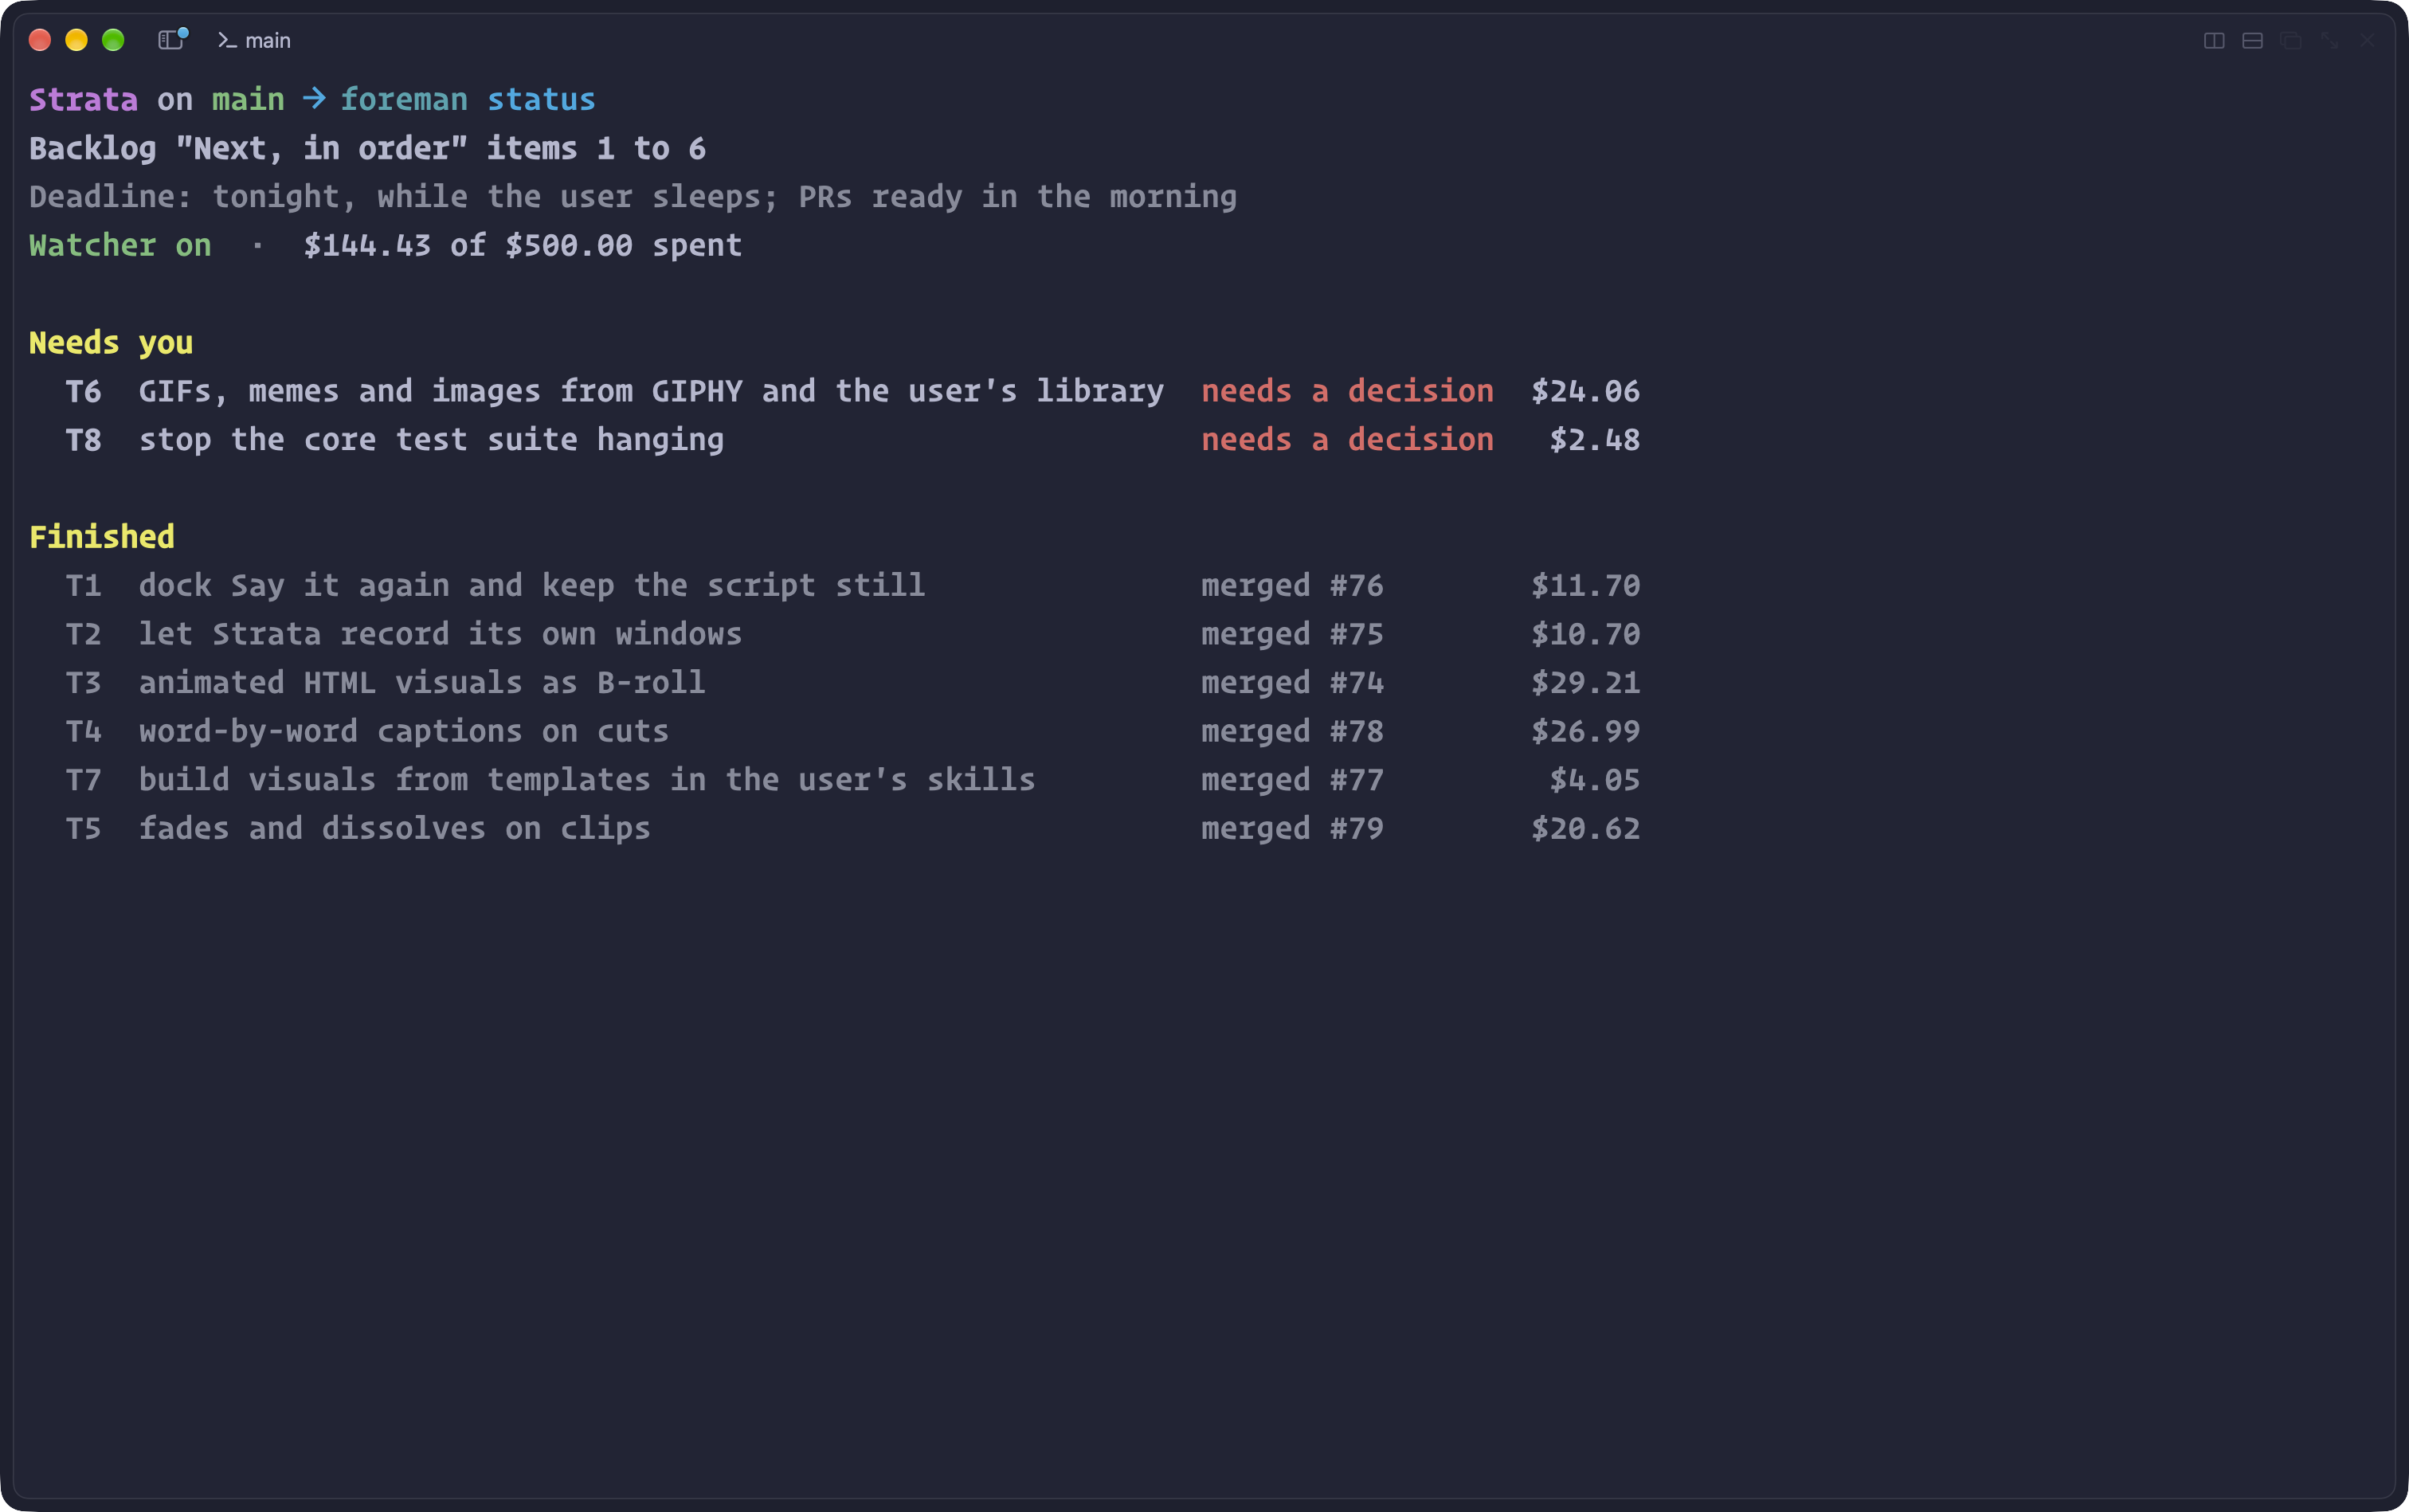 main
Strata on main → foreman status
Backlog "Next, in order" items 1 to 6
Deadline: tonight, while the user sleeps; PRs ready in the morning
Watcher on · $144.43 of $500.00 spent
Needs you
T6 GIFs, memes and images from GIPHY and the user's library needs a decision $24.06
T8 stop the core test suite hanging needs a decision $2.48
Finished
T1 dock Say it again and keep the script still merged #76 $11.70
T2 let Strata record its own windows merged #75 $10.70
T3 animated HTML visuals as B-roll merged #74 $29.21
T4 word-by-word captions on cuts merged #78 $26.99
T7 build visuals from templates in the user's skills merged #77 $4.05
T5 fades and dissolves on clips merged #79 $20.62